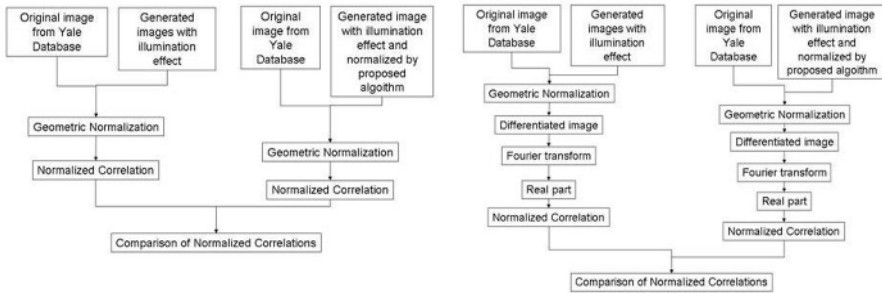 Original image
from Yale
Database
Generated
images with
illumination
effect
Original
image from
Yale
Database
Generated image
with illumination
effect and
normalized by
proposed
algoithm
Geometric Normalization
Normalized Correlation
Geometric Normalization
Normalized Correlation
Comparison of Normalized Correlations
Original
image from
Yale
Database
Generated
images with
illumination
effect
Original
image from
Yale
Database
Generated image
with illumination
effect and
normalized by
proposed algorithm
Geometric Normalization
Differentiated image
Fourier transform
Real part
Normalized Correlation
Geometric Normalization
Differentiated image
Fourier transform
Real part
Normalized Correlation
Comparison of Normalized Correlations